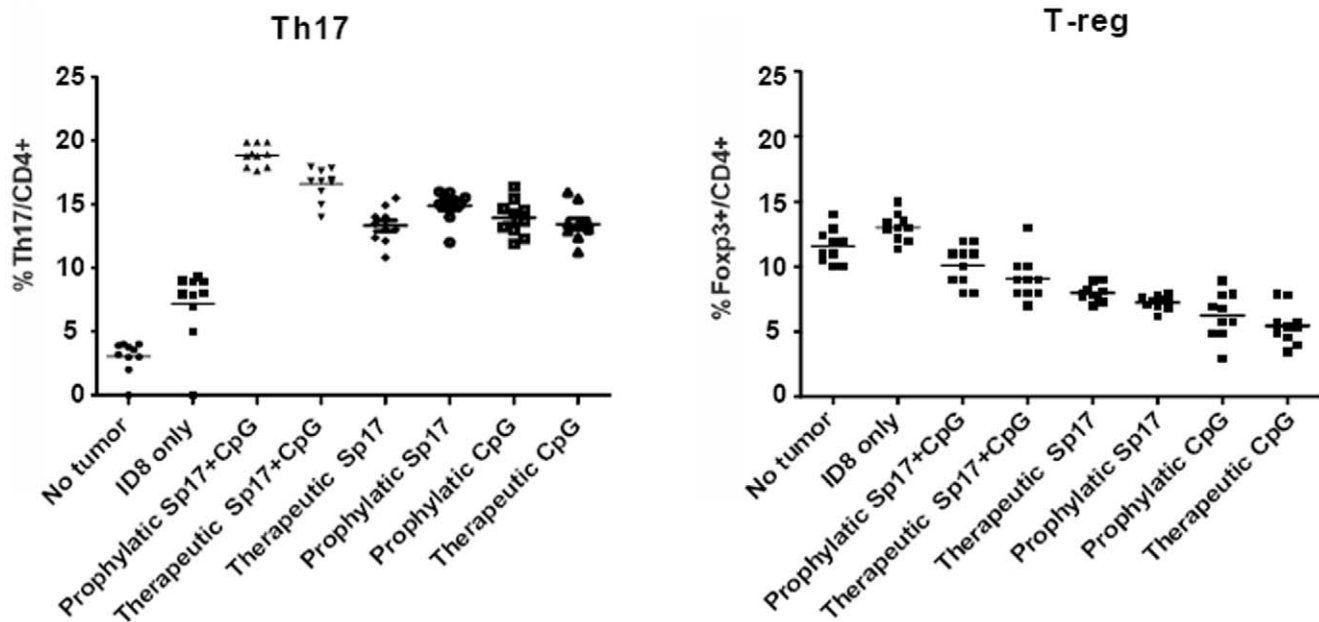 Th17
% Th17/CD4+
25
20
15
10
5
0
No tumor
ID8 only
Prophylatic Sp17+CpG
Therapeutic Sp17+CpG
Therapeutic Sp17
Prophylatic Sp17
Prophylatic CpG
Therapeutic CpG
T-reg
% Foxp3+/CD4+
25
20
15
10
5
0
No tumor
ID8 only
Prophylatic Sp17+CpG
Therapeutic Sp17+CpG
Therapeutic Sp17
Prophylatic Sp17
Prophylatic CpG
Therapeutic CpG